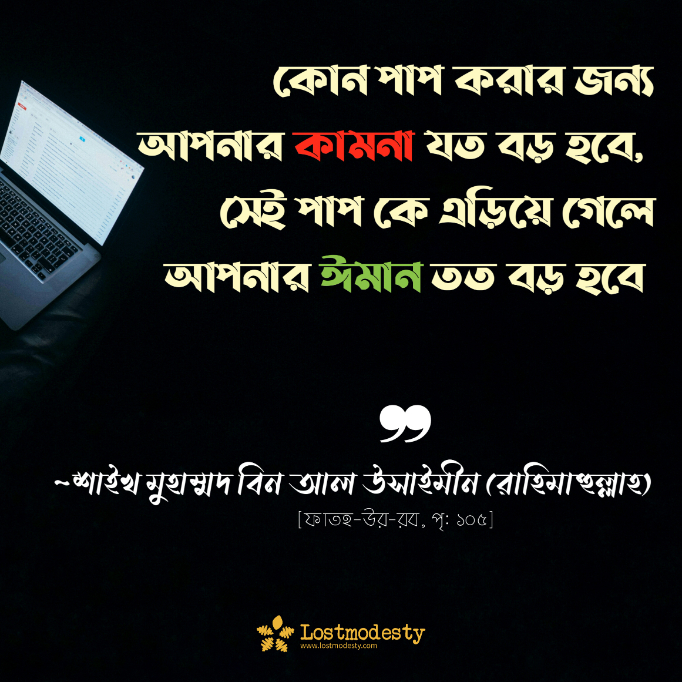 কোন পাপ করার জন্য
আপনার কামনা যত বড় হবে,
সেই পাপ কে এড়িয়ে গেলে
আপনার ঈমান তত বড় হবে
”
~শাইখ মুহাম্মদ বিন আল উসাইমীন (রাহিমাহুল্লাহ)
[ফাতহ-উর-রব, পৃ: ১০৫]
Lostmodesty
www.lostmodesty.com